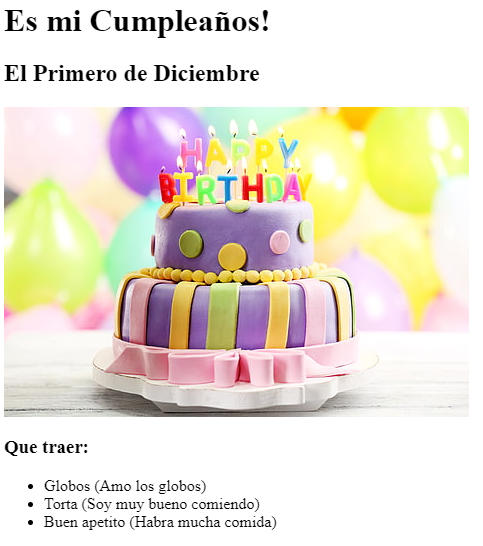 Es mi Cumpleaños!
El Primero de Diciembre
HAPPY
BIRTHDAY
Que traer:
Globos (Amo los globos)
Torta (Soy muy bueno comiendo)
Buen apetito (Habra mucha comida)